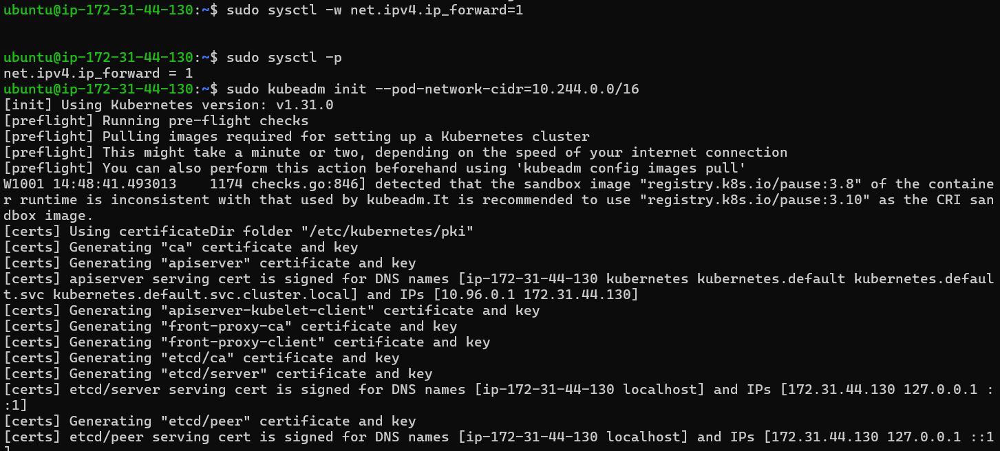 ubuntu@ip-172-31-44-130:~$ sudo sysctl -w net.ipv4.ip_forward=1
ubuntu@ip-172-31-44-130:~$ sudo sysctl -p
net.ipv4.ip_forward = 1
ubuntu@ip-172-31-44-130:~$ sudo kubeadm init --pod-network-cidr=10.244.0.0/16
[init] Using Kubernetes version: v1.31.0
[preflight] Running pre-flight checks
[preflight] Pulling images required for setting up a Kubernetes cluster
[preflight] This might take a minute or two, depending on the speed of your internet connection
[preflight] You can also perform this action beforehand using 'kubeadm config images pull'
W1001 14:48:41.493013    1174 checks.go:846] detected that the sandbox image "registry.k8s.io/pause:3.8" of the containe
r runtime is inconsistent with that used by kubeadm.It is recommended to use "registry.k8s.io/pause:3.10" as the CRI san
dbox image.
[certs] Using certificateDir folder "/etc/kubernetes/pki"
[certs] Generating "ca" certificate and key
[certs] Generating "apiserver" certificate and key
[certs] apiserver serving cert is signed for DNS names [ip-172-31-44-130 kubernetes kubernetes.default kubernetes.defaul
t.svc kubernetes.default.svc.cluster.local] and IPs [10.96.0.1 172.31.44.130]
[certs] Generating "apiserver-kubelet-client" certificate and key
[certs] Generating "front-proxy-ca" certificate and key
[certs] Generating "front-proxy-client" certificate and key
[certs] Generating "etcd/ca" certificate and key
[certs] Generating "etcd/server" certificate and key
[certs] etcd/server serving cert is signed for DNS names [ip-172-31-44-130 localhost] and IPs [172.31.44.130 127.0.0.1 :
:1]
[certs] Generating "etcd/peer" certificate and key
[certs] etcd/peer serving cert is signed for DNS names [ip-172-31-44-130 localhost] and IPs [172.31.44.130 127.0.0.1 ::1
]